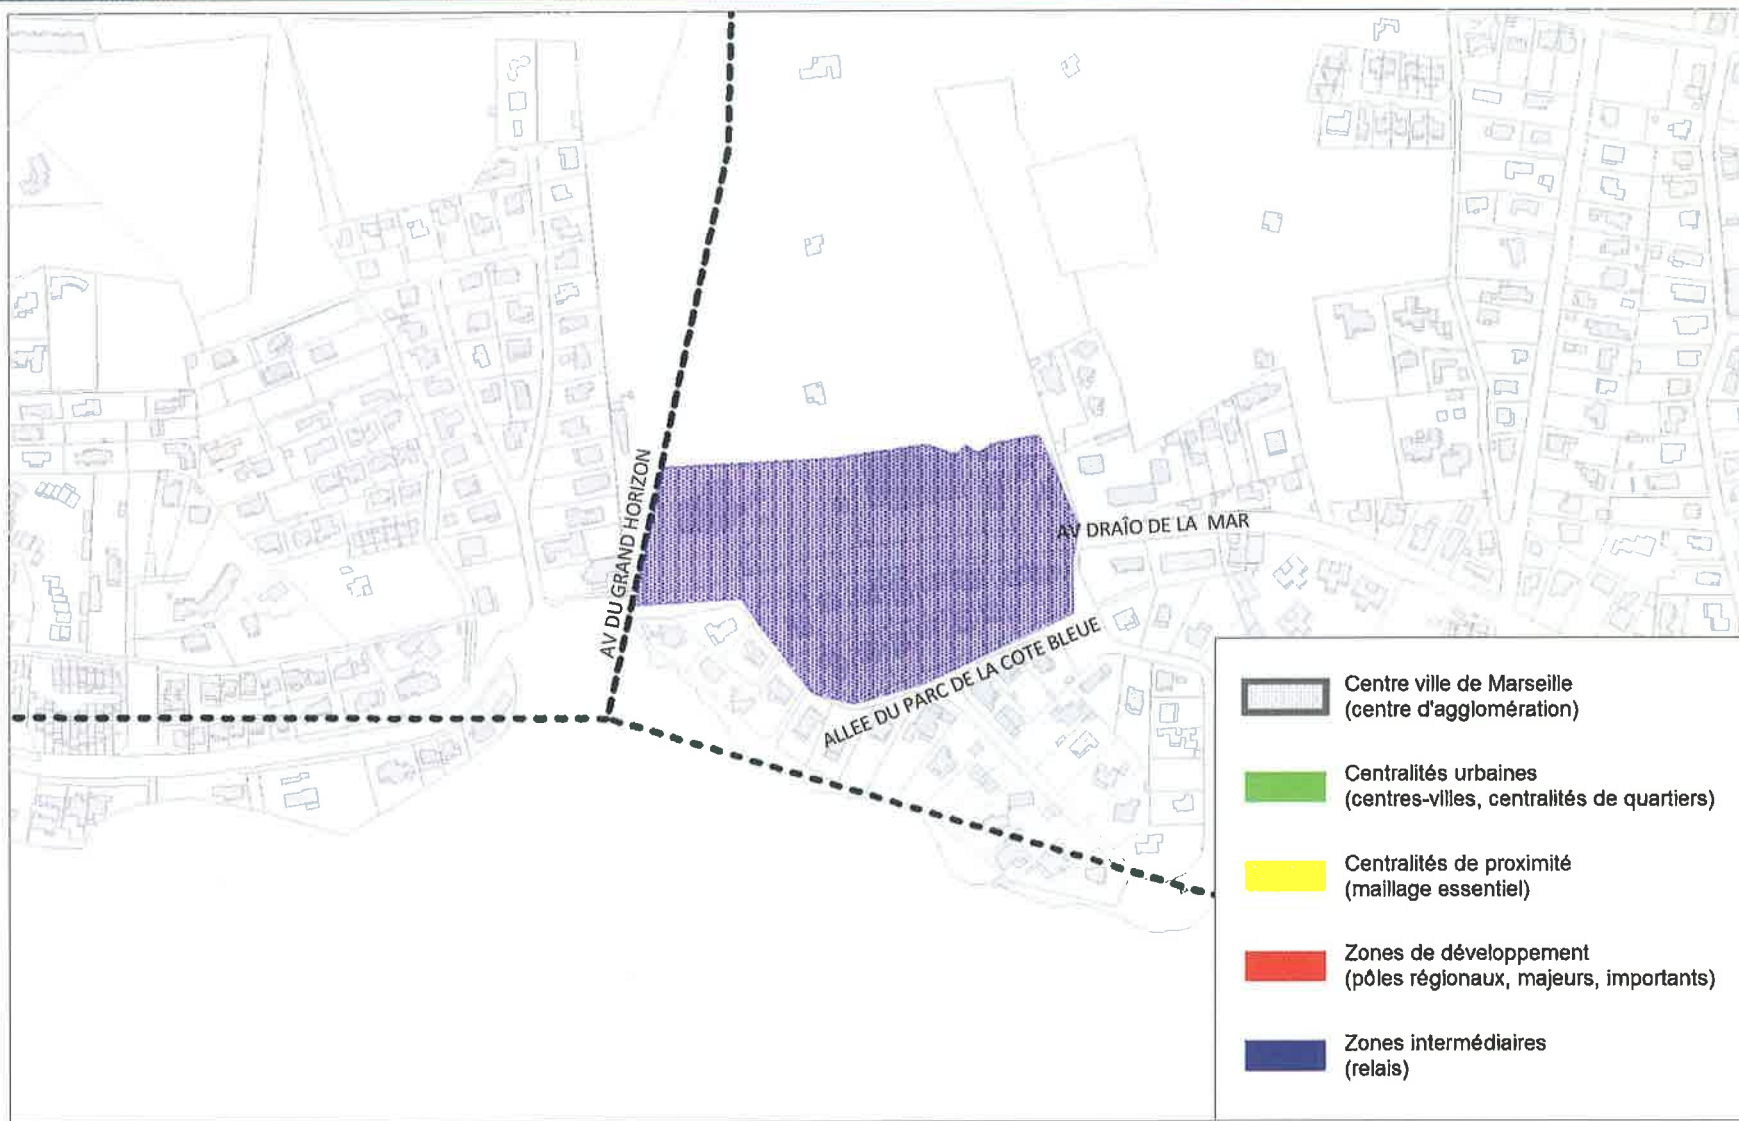 AV DU GRAND HORIZON
AV DRAÎO DE LA MAR
ALLEE DU PARC DE LA COTE BLEUE
Centre ville de Marseille
(centre d'agglomération)
Centralités urbaines
(centres-villes, centralités de quartiers)
Centralités de proximité
(maillage essentiel)
Zones de développement
(pôles régionaux, majeurs, importants)
Zones intermédiaires
(relais)